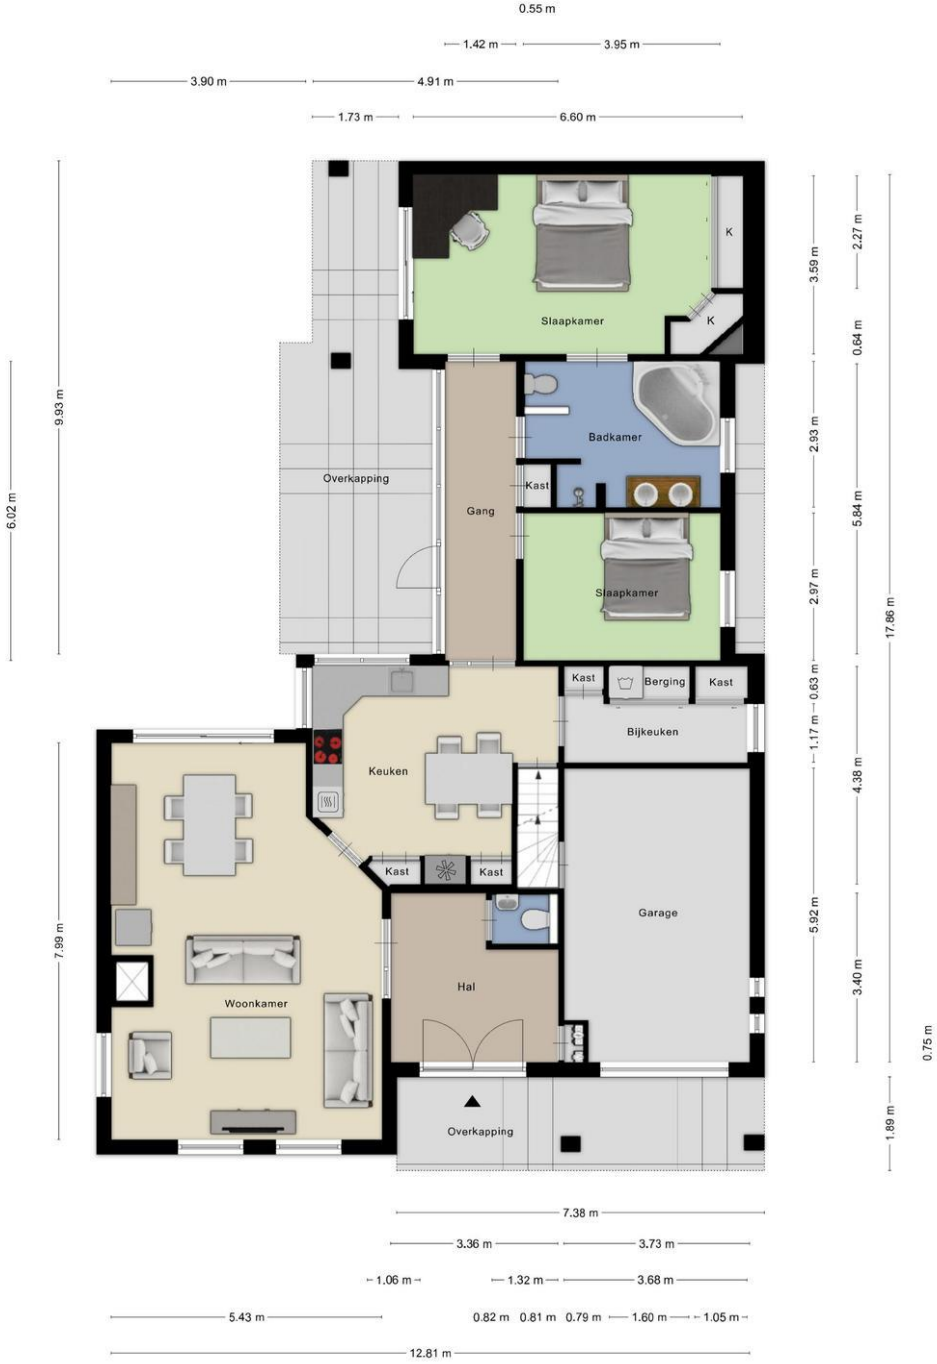 0.55 m
1.42 m
3.95 m
3.90 m
4.91 m
1.73 m
6.60 m
K
2.27 m
3.59 m
Slaapkamer
K
0.64 m
9.93 m
Badkamer
2.93 m
Overkapping
Kast
6.02 m
Gang
5.84 m
Slaapkamer
2.97 m
17.86 m
Kast
Berging
Kast
0.63 m
Bijkeuken
1.17 m
Keuken
4.38 m
Kast
Kast
Garage
5.92 m
7.99 m
Hal
3.40 m
Woonkamer
0.75 m
Overkapping
1.89 m
7.38 m
3.36 m
3.73 m
1.06 m
1.32 m
3.68 m
5.43 m
0.82 m
0.81 m
0.79 m
1.60 m
1.05 m
12.81 m